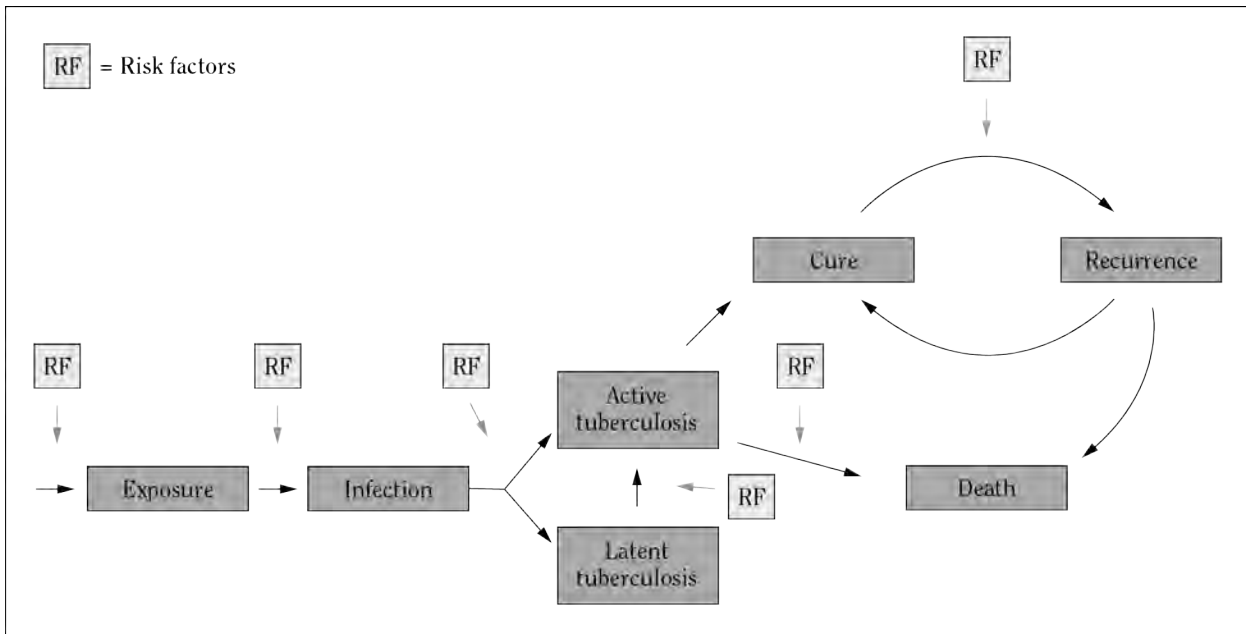 RF = Risk factors
RF
Cure
Recurrence
RF
RF
RF
RF
Active
tuberculosis
Exposure
Infection
Death
RF
Latent
tuberculosis